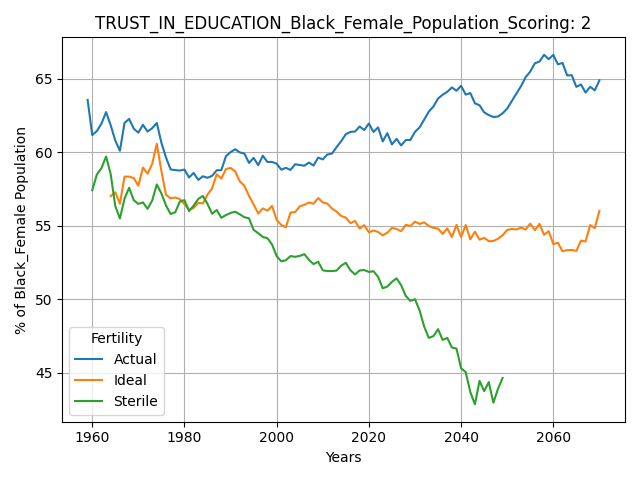 TRUST_IN_EDUCATION_Black_Female_Population_Scoring: 2
% of Black_Female Population
65
60
55
50
45
Fertility
Actual
Ideal
Sterile
1960 1980 2000 2020 2040 2060
Years